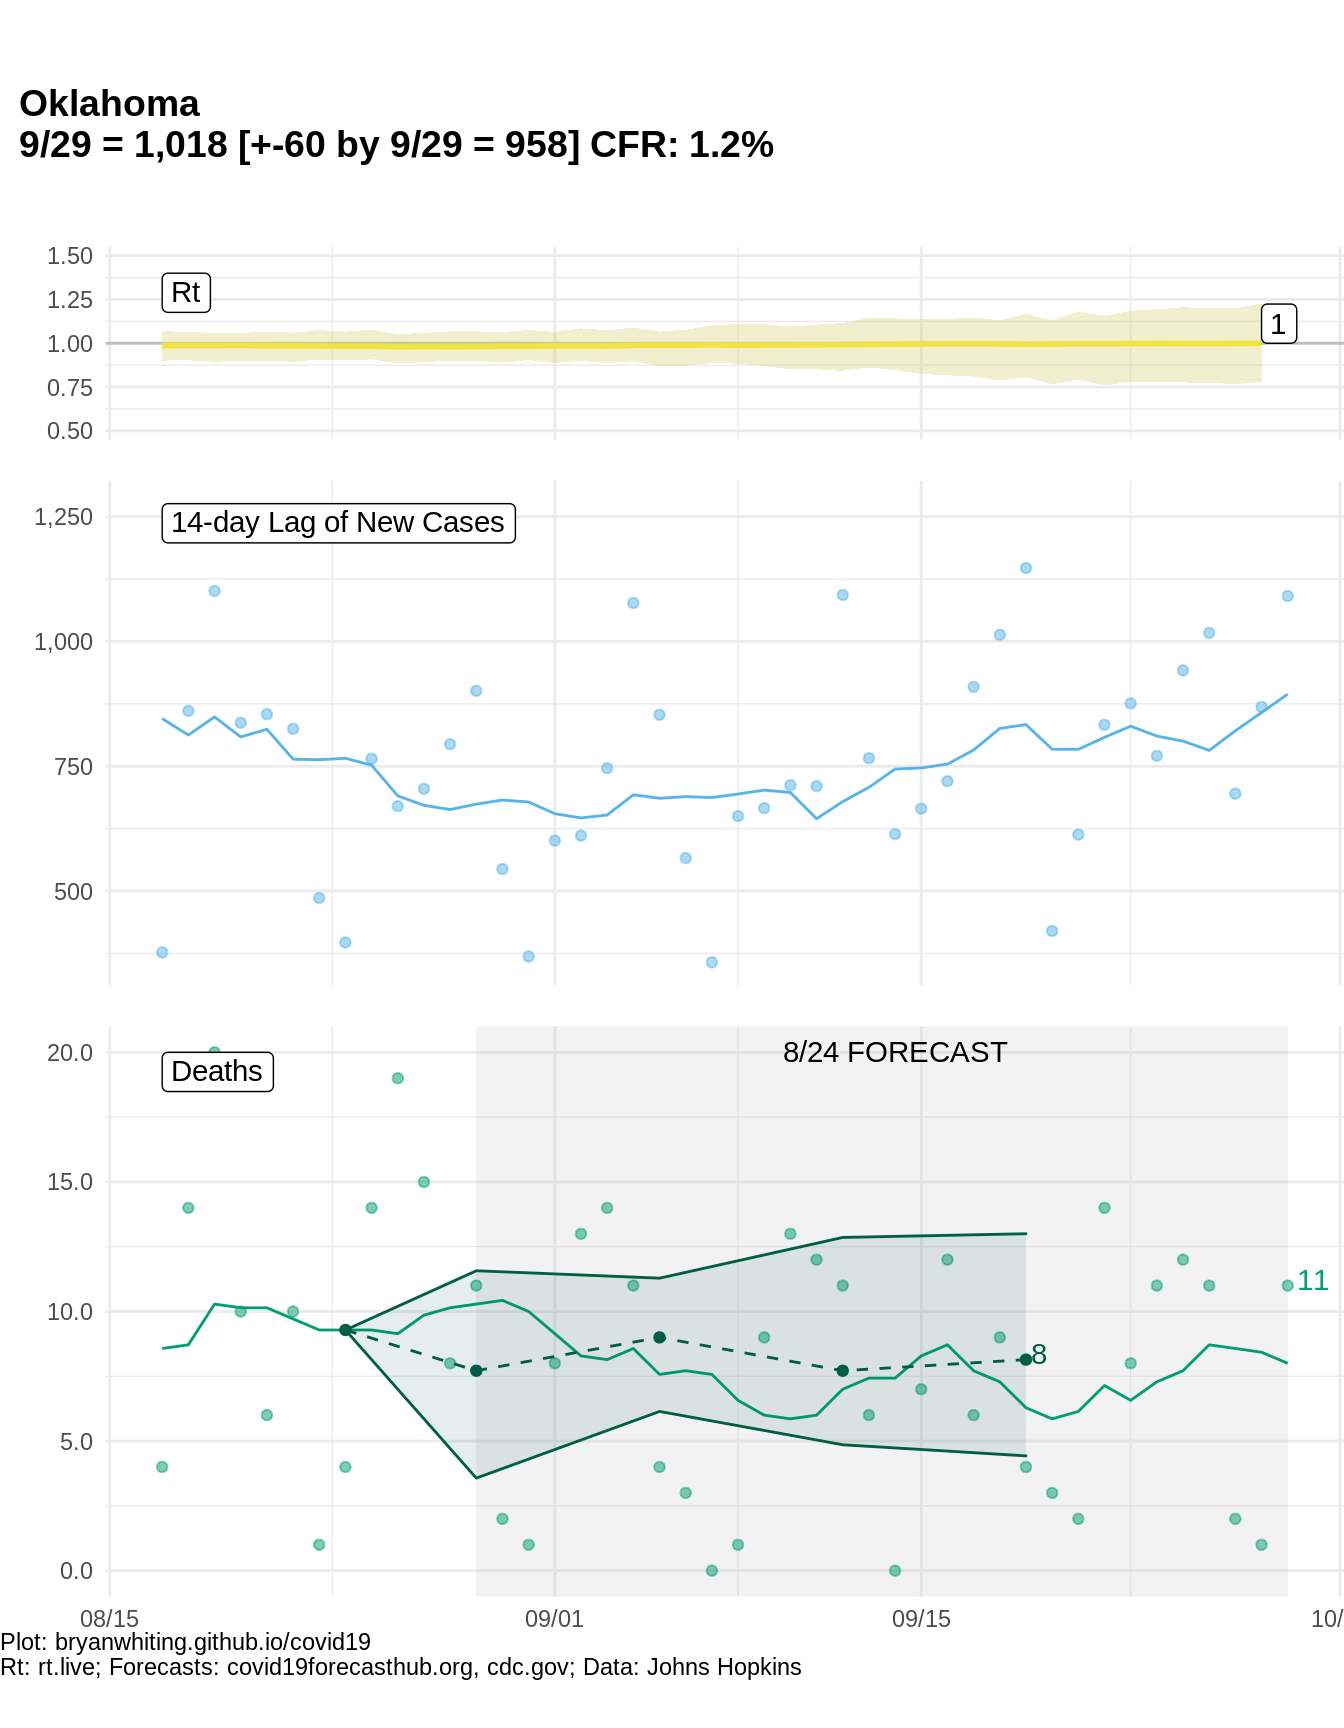 Oklahoma
9/29 = 1,018 [+-60 by 9/29 = 958] CFR: 1.2%
1.50
1.25
1.00
0.75
0.50
Rt
1
1,250
1,000
750
500
14-day Lag of New Cases
20.0
15.0
10.0
5.0
0.0
Deaths
8/24 FORECAST
11
8
08/15
09/01
09/15
10/
Plot: bryanwhiting.github.io/covid19
Rt: rt.live; Forecasts: covid19forecasthub.org, cdc.gov; Data: Johns Hopkins